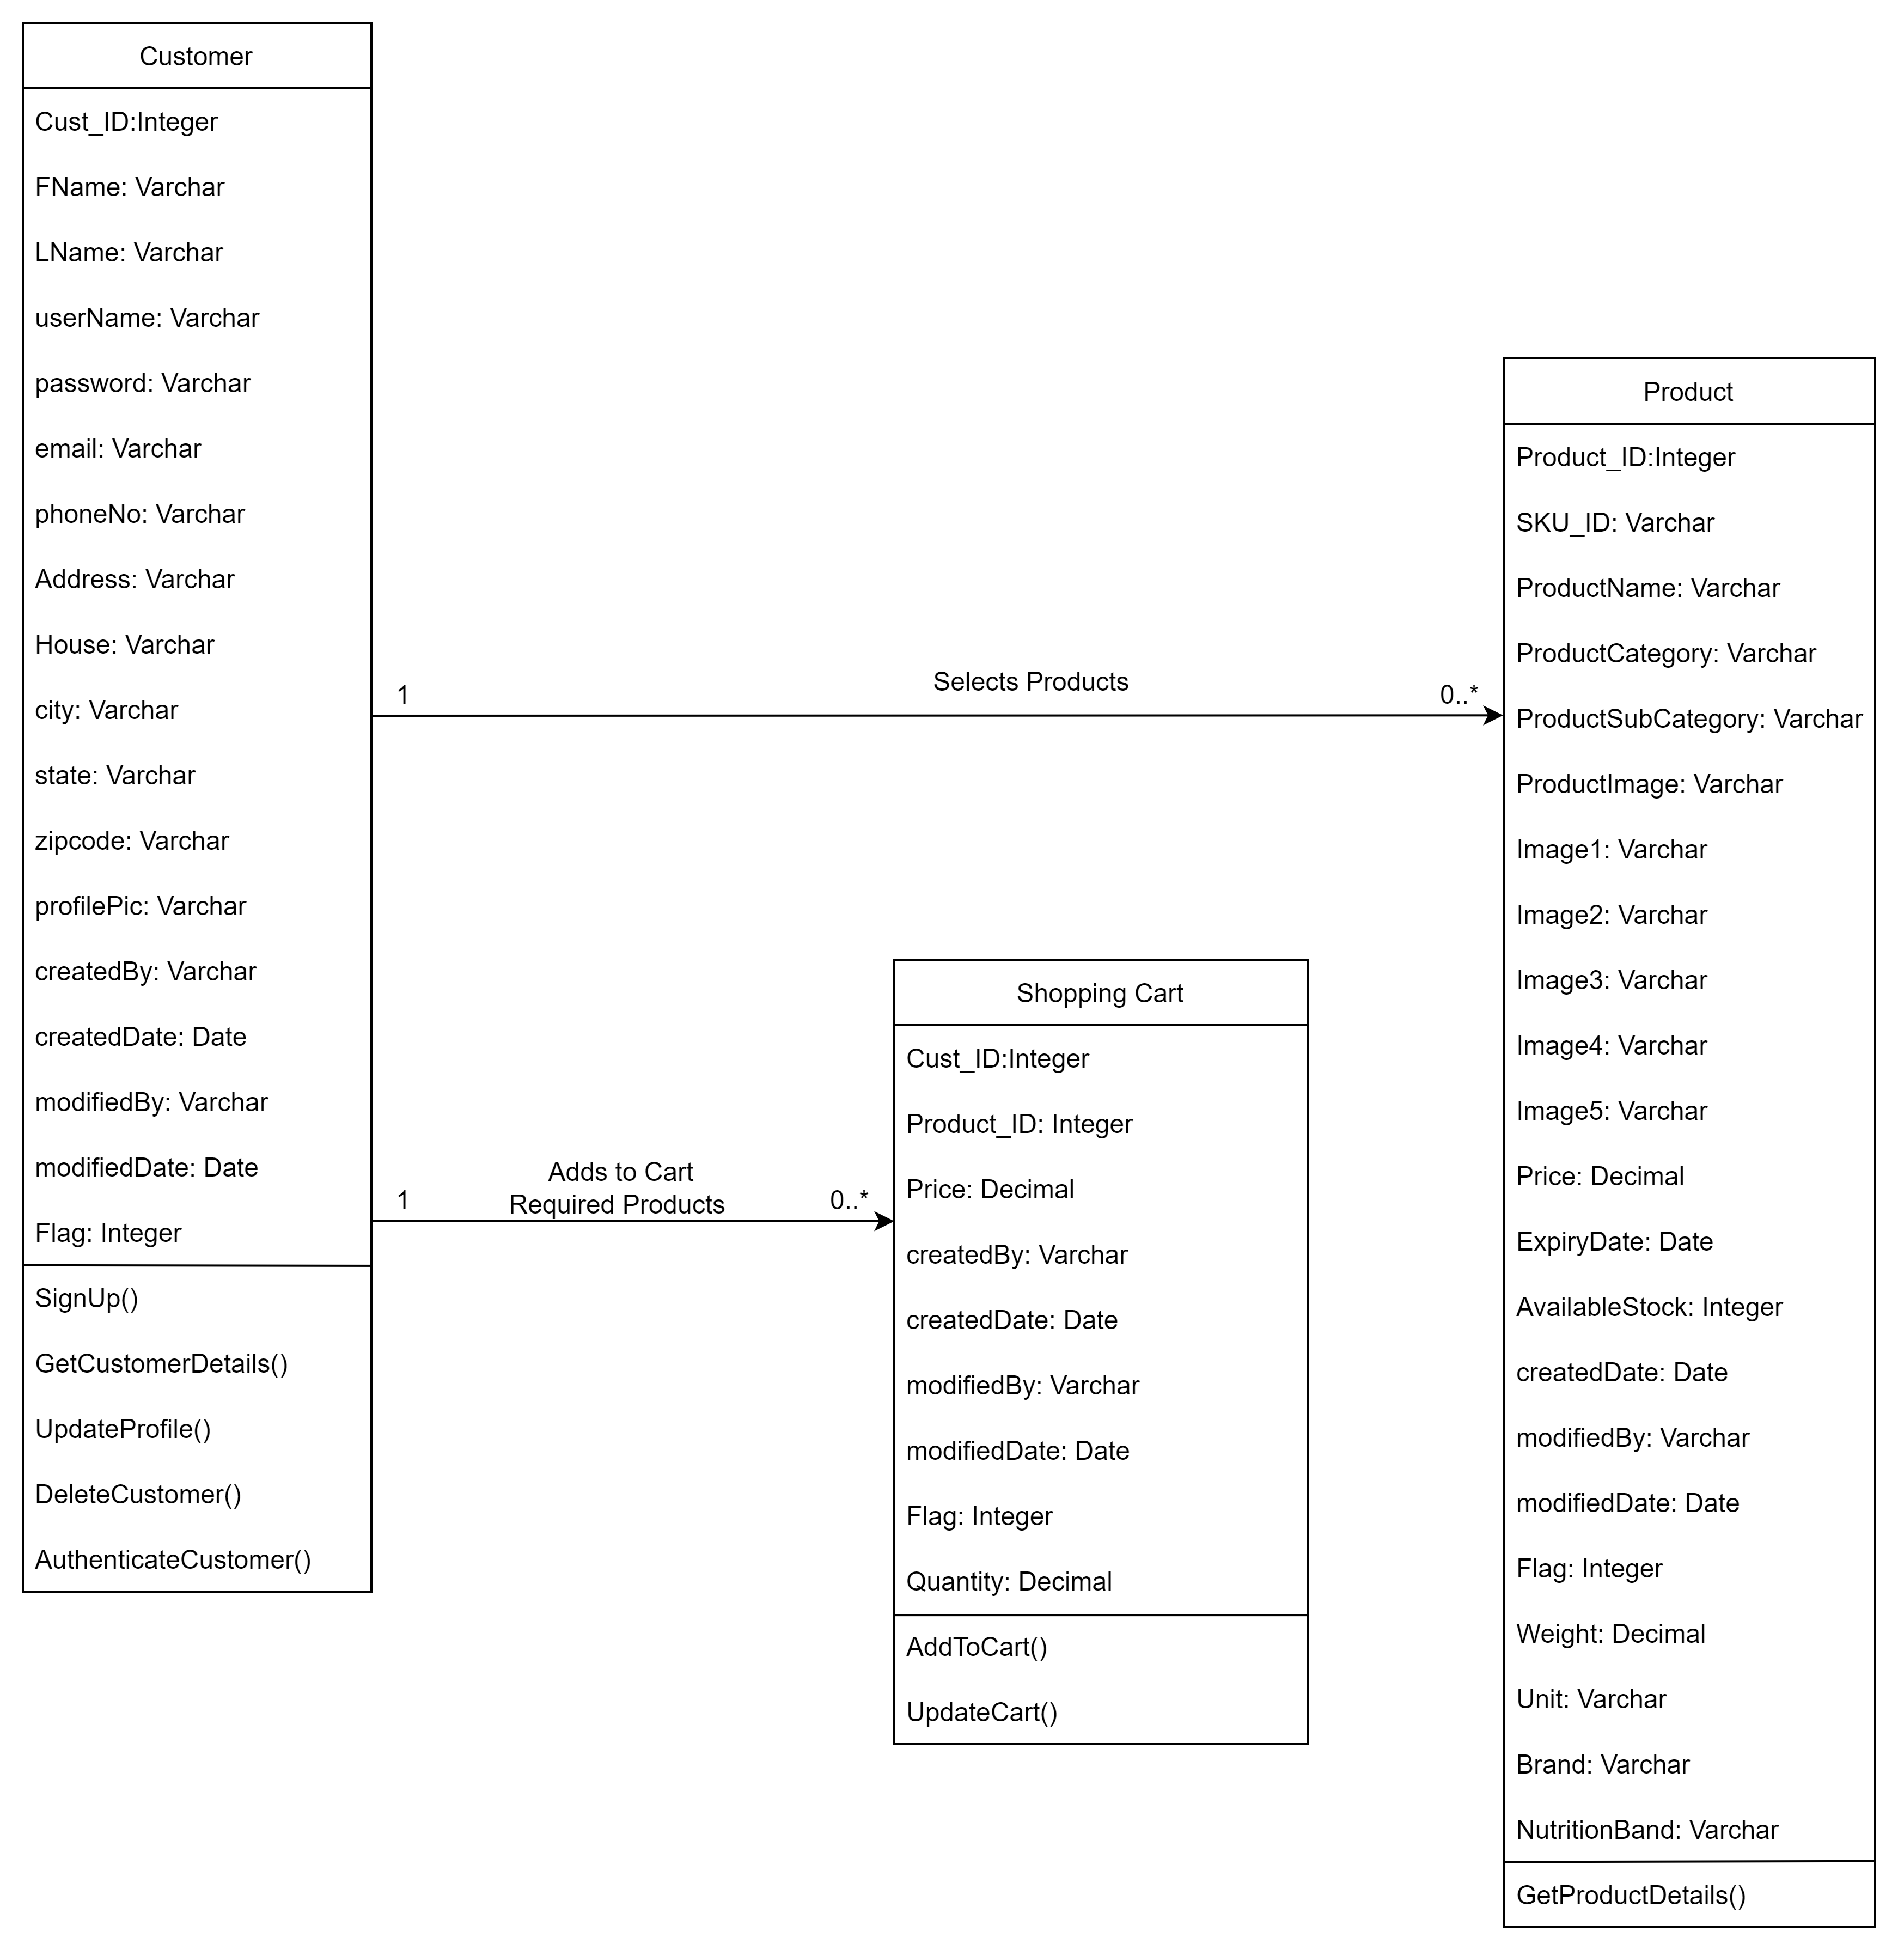 Customer
Cust_ID:Integer
FName: Varchar
LName: Varchar
userName: Varchar
password: Varchar
email: Varchar
phoneNo: Varchar
Address: Varchar
House: Varchar
city: Varchar
state: Varchar
zipcode: Varchar
profilePic: Varchar
createdBy: Varchar
createdDate: Date
modifiedBy: Varchar
modifiedDate: Date
Flag: Integer
SignUp()
GetCustomerDetails()
UpdateProfile()
DeleteCustomer()
AuthenticateCustomer()
1
Selects Products
0..*
1
Adds to Cart
Required Products
0..*
Shopping Cart
Cust_ID:Integer
Product_ID: Integer
Price: Decimal
createdBy: Varchar
createdDate: Date
modifiedBy: Varchar
modifiedDate: Date
Flag: Integer
Quantity: Decimal
AddToCart()
UpdateCart()
Product
Product_ID:Integer
SKU_ID: Varchar
ProductName: Varchar
ProductCategory: Varchar
ProductSubCategory: Varchar
ProductImage: Varchar
Image1: Varchar
Image2: Varchar
Image3: Varchar
Image4: Varchar
Image5: Varchar
Price: Decimal
ExpiryDate: Date
AvailableStock: Integer
createdDate: Date
modifiedBy: Varchar
modifiedDate: Date
Flag: Integer
Weight: Decimal
Unit: Varchar
Brand: Varchar
NutritionBand: Varchar
GetProductDetails()